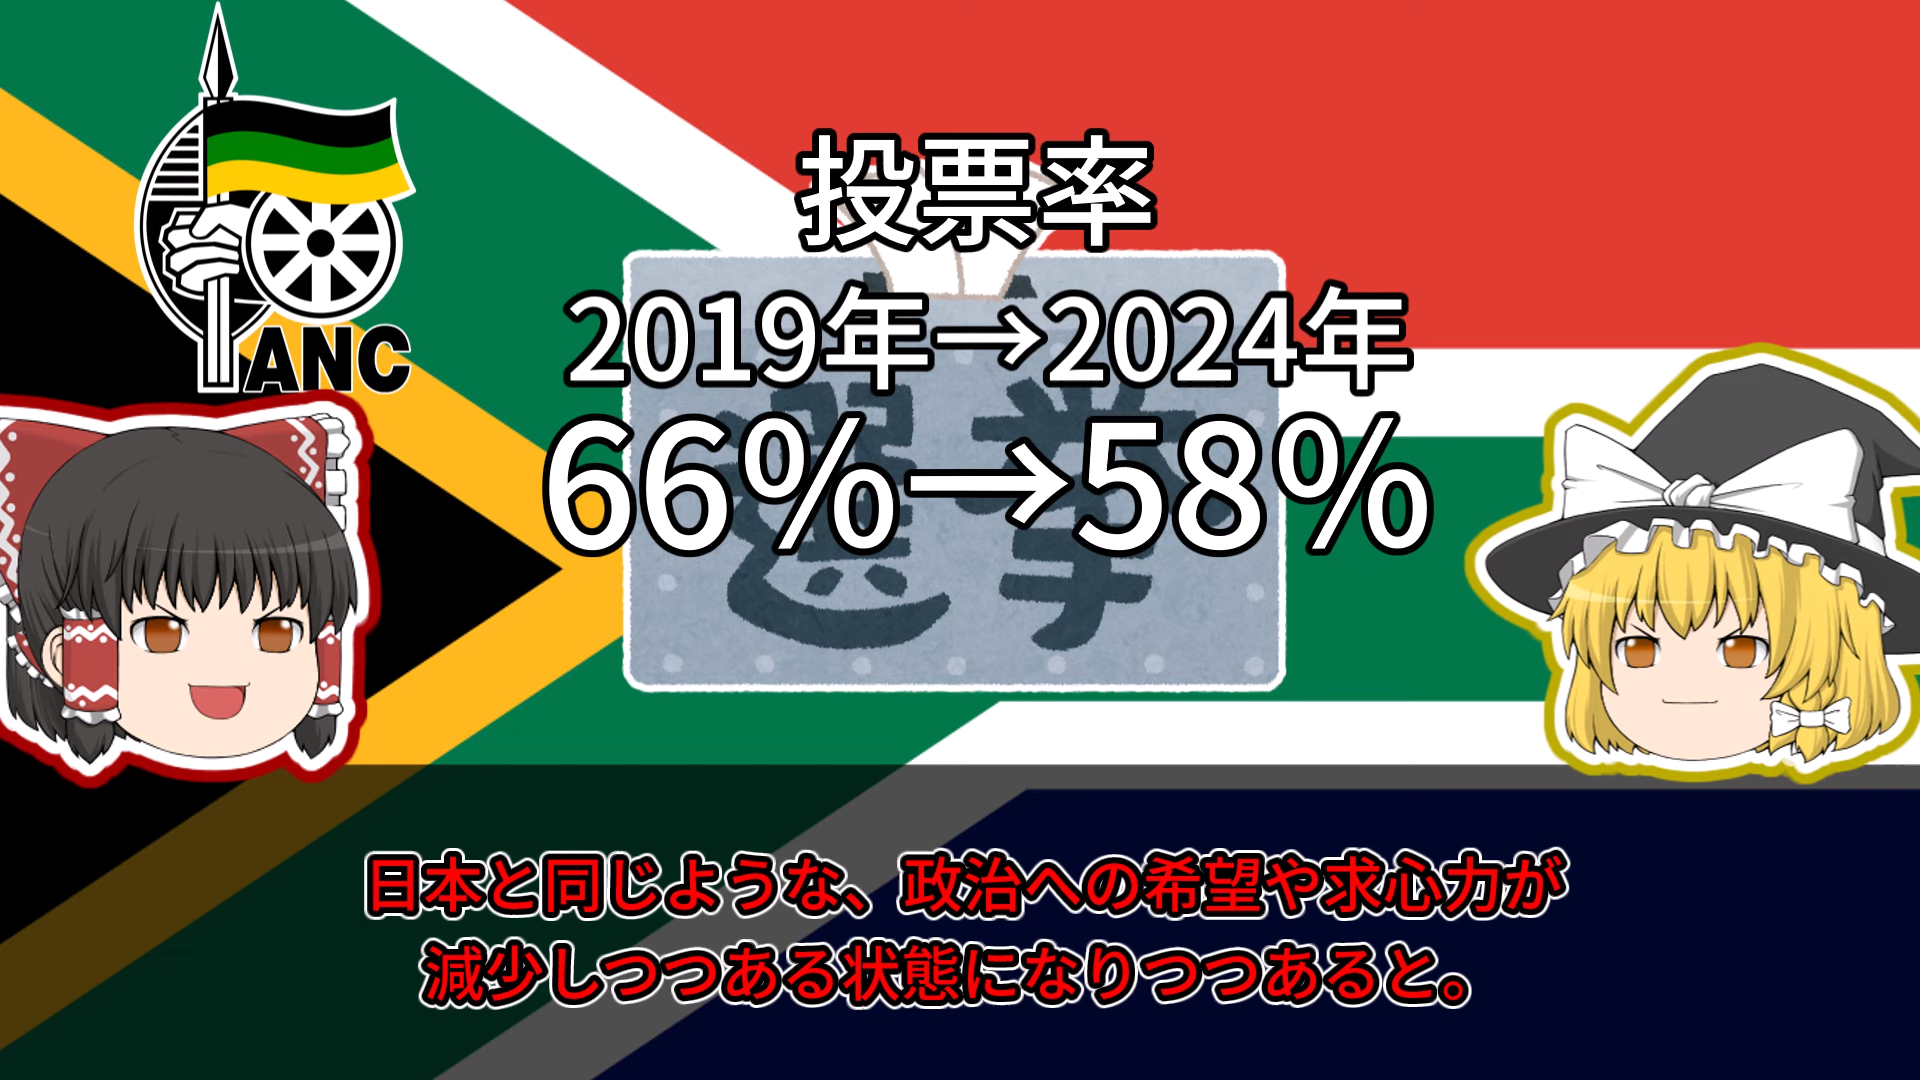 ANC
投票率
2019年→2024年
66%→58%
選挙
日本と同じような、政治への希望や求心力が
減少しつつある状態になりつつあると。